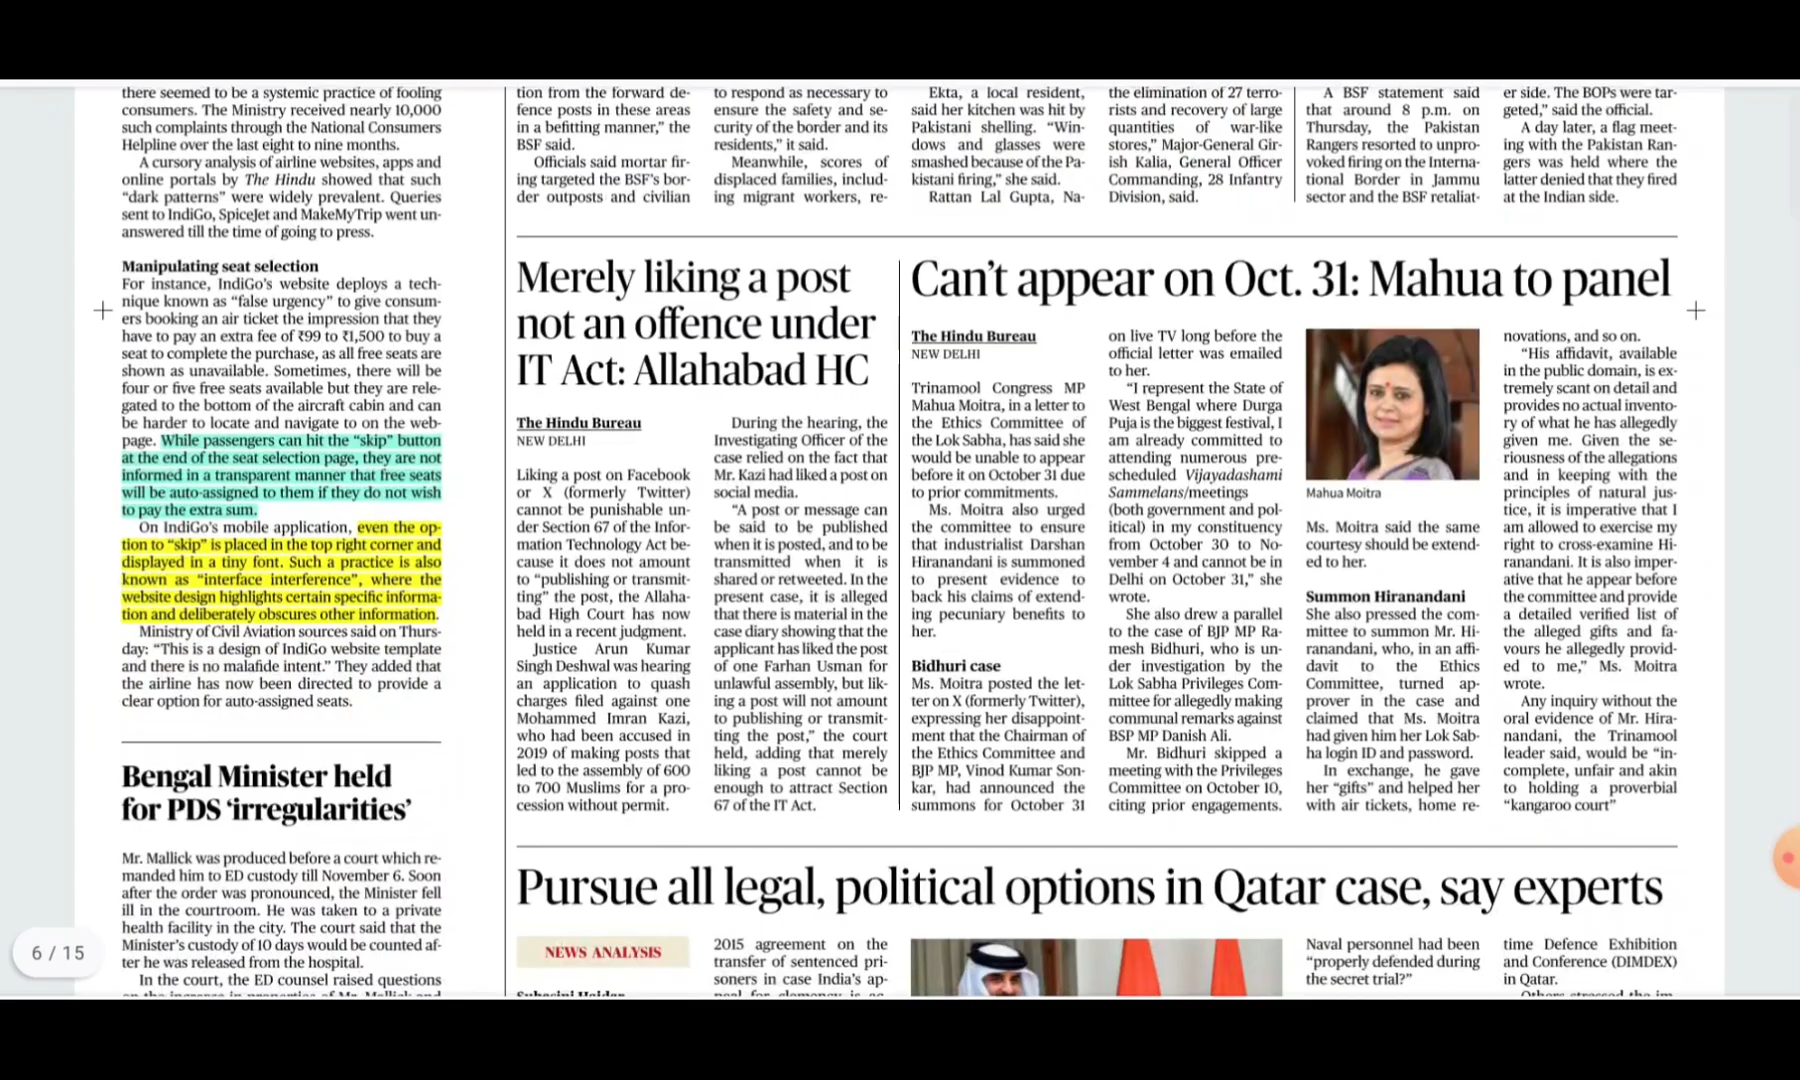 there seemed to be a systemic practice of fooling
consumers. The Ministry received nearly 10,000
such complaints through the National Consumers
Helpline over the last eight to nine months.
A cursory analysis of airline websites, apps and
online portals by The Hindu showed that such
“dark patterns” were widely prevalent. Queries
sent to IndiGo, SpiceJet and MakeMyTrip went un-
answered till the time of going to press.
Manipulating seat selection
For instance, IndiGo’s website deploys a tech-
nique known as “false urgency” to give consum-
ers booking an air ticket the impression that they
have to pay an extra fee of ₹99 to ₹1,500 to buy a
seat to complete the purchase, as all free seats are
shown as unavailable. Sometimes, there will be
four or five free seats available but they are rele-
gated to the bottom of the aircraft cabin and can
be harder to locate and navigate to on the web-
page. While passengers can hit the “skip” button
at the end of the seat selection page, they are not
informed in a transparent manner that free seats
will be auto-assigned to them if they do not wish
to pay the extra sum.
On IndiGo’s mobile application, even the op-
tion to “skip” is placed in the top right corner and
displayed in a tiny font. Such a practice is also
known as “interface interference”, where the
website design highlights certain specific informa-
tion and deliberately obscures other information.
Ministry of Civil Aviation sources said on Thurs-
day: “This is a design of IndiGo website template
and there is no malafide intent.” They added that
the airline has now been directed to provide a
clear option for auto-assigned seats.
Bengal Minister held
for PDS ‘irregularities’
Mr. Mallick was produced before a court which re-
manded him to ED custody till November 6. Soon
after the order was pronounced, the Minister fell
ill in the courtroom. He was taken to a private
health facility in the city. The court said that the
Minister’s custody of 10 days would be counted af-
ter he was released from the hospital.
In the court, the ED counsel raised questions
6 / 15
tion from the forward de-
fence posts in these areas
in a befitting manner,” the
BSF said.
Officials said mortar fir-
ing targeted the BSF’s bor-
der outposts and civilian
to respond as necessary to
ensure the safety and se-
curity of the border and its
residents,” it said.
Meanwhile, scores of
displaced families, includ-
ing migrant workers, re-
Ekta, a local resident,
said her kitchen was hit by
Pakistani shelling. “Win-
dows and glasses were
smashed because of the Pa-
kistani firing,” she said.
Rattan Lal Gupta, Na-
the elimination of 27 terro-
rists and recovery of large
quantities of war-like
stores,” Major-General Gir-
ish Kalia, General Officer
Commanding, 28 Infantry
Division, said.
A BSF statement said
that around 8 p.m. on
Thursday, the Pakistan
Rangers resorted to unpro-
voked firing on the Interna-
tional Border in Jammu
sector and the BSF retaliat-
er side. The BOPs were tar-
geted,” said the official.
A day later, a flag meet-
ing with the Pakistan Ran-
gers was held where the
latter denied that they fired
at the Indian side.
Merely liking a post
not an offence under
IT Act: Allahabad HC
The Hindu Bureau
NEW DELHI
Liking a post on Facebook
or X (formerly Twitter)
cannot be punishable un-
der Section 67 of the Infor-
mation Technology Act be-
cause it does not amount
to “publishing or transmit-
ting” the post, the Allaha-
bad High Court has now
held in a recent judgment.
Justice Arun Kumar
Singh Deshwal was hearing
an application to quash
charges filed against one
Mohammed Imran Kazi,
who had been accused in
2019 of making posts that
led to the assembly of 600
to 700 Muslims for a pro-
cession without permit.
During the hearing, the
Investigating Officer of the
case relied on the fact that
Mr. Kazi had liked a post on
social media.
“A post or message can
be said to be published
when it is posted, and to be
transmitted when it is
shared or retweeted. In the
present case, it is alleged
that there is material in the
case diary showing that the
applicant has liked the post
of one Farhan Usman for
unlawful assembly, but lik-
ing a post will not amount
to publishing or transmit-
ting the post,” the court
held, adding that merely
liking a post cannot be
enough to attract Section
67 of the IT Act.
Can’t appear on Oct. 31: Mahua to panel
The Hindu Bureau
NEW DELHI
Trinamool Congress MP
Mahua Moitra, in a letter to
the Ethics Committee of
the Lok Sabha, has said she
would be unable to appear
before it on October 31 due
to prior commitments.
Ms. Moitra also urged
the committee to ensure
that industrialist Darshan
Hiranandani is summoned
to present evidence to
back his claims of extend-
ing pecuniary benefits to
her.
Bidhuri case
Ms. Moitra posted the let-
ter on X (formerly Twitter),
expressing her disappoint-
ment that the Chairman of
the Ethics Committee and
BJP MP, Vinod Kumar Son-
kar, had announced the
summons for October 31
on live TV long before the
official letter was emailed
to her.
“I represent the State of
West Bengal where Durga
Puja is the biggest festival, I
am already committed to
attending numerous pre-
scheduled Vijayadashami
Sammelans/meetings
(both government and pol-
itical) in my constituency
from October 30 to No-
vember 4 and cannot be in
Delhi on October 31,” she
wrote.
She also drew a parallel
to the case of BJP MP Ra-
mesh Bidhuri, who is un-
der investigation by the
Lok Sabha Privileges Com-
mittee for allegedly making
communal remarks against
BSP MP Danish Ali.
Mr. Bidhuri skipped a
meeting with the Privileges
Committee on October 10,
citing prior engagements.
Mahua Moitra
Ms. Moitra said the same
courtesy should be extend-
ed to her.
Summon Hiranandani
She also pressed the com-
mittee to summon Mr. Hi-
ranandani, who, in an affi-
davit to the Ethics
Committee, turned ap-
prover in the case and
claimed that Ms. Moitra
had given him her Lok Sab-
ha login ID and password.
In exchange, he gave
her “gifts” and helped her
with air tickets, home re-
novations, and so on.
“His affidavit, available
in the public domain, is ex-
tremely scant on detail and
provides no actual invento-
ry of what he has allegedly
given me. Given the se-
riousness of the allegations
and in keeping with the
principles of natural jus-
tice, it is imperative that I
am allowed to exercise my
right to cross-examine Hi-
ranandani. It is also imper-
ative that he appear before
the committee and provide
a detailed verified list of
the alleged gifts and fa-
vours he allegedly provid-
ed to me,” Ms. Moitra
wrote.
Any inquiry without the
oral evidence of Mr. Hira-
nandani, the Trinamool
leader said, would be “in-
complete, unfair and akin
to holding a proverbial
“kangaroo court”
Pursue all legal, political options in Qatar case, say experts
NEWS ANALYSIS
2015 agreement on the
transfer of sentenced pri-
soners in case India’s ap-
Naval personnel had been
“properly defended during
the secret trial?”
time Defence Exhibition
and Conference (DIMDEX)
in Qatar.